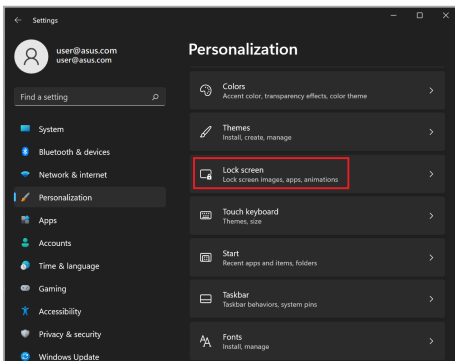 Settings
user@asus.com
user@asus.com
Find a setting
System
Bluetooth & devices
Network & internet
Personalization
Apps
Accounts
Time & language
Gaming
Accessibility
Privacy & security
Windows Update
Personalization
Colors
Accent color, transparency effects, color theme
Themes
Install, create, manage
Lock screen
Lock screen images, apps, animations
Touch keyboard
Themes, size
Start
Recent apps and items, folders
Taskbar
Taskbar behaviors, system pins
Fonts
Install, manage